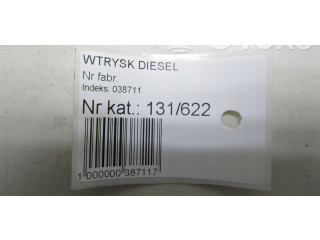 WTRYSK DIESEL
Nr fabr.
Indeks: 038711
Nr kat.: 131/622
1 000000 387117